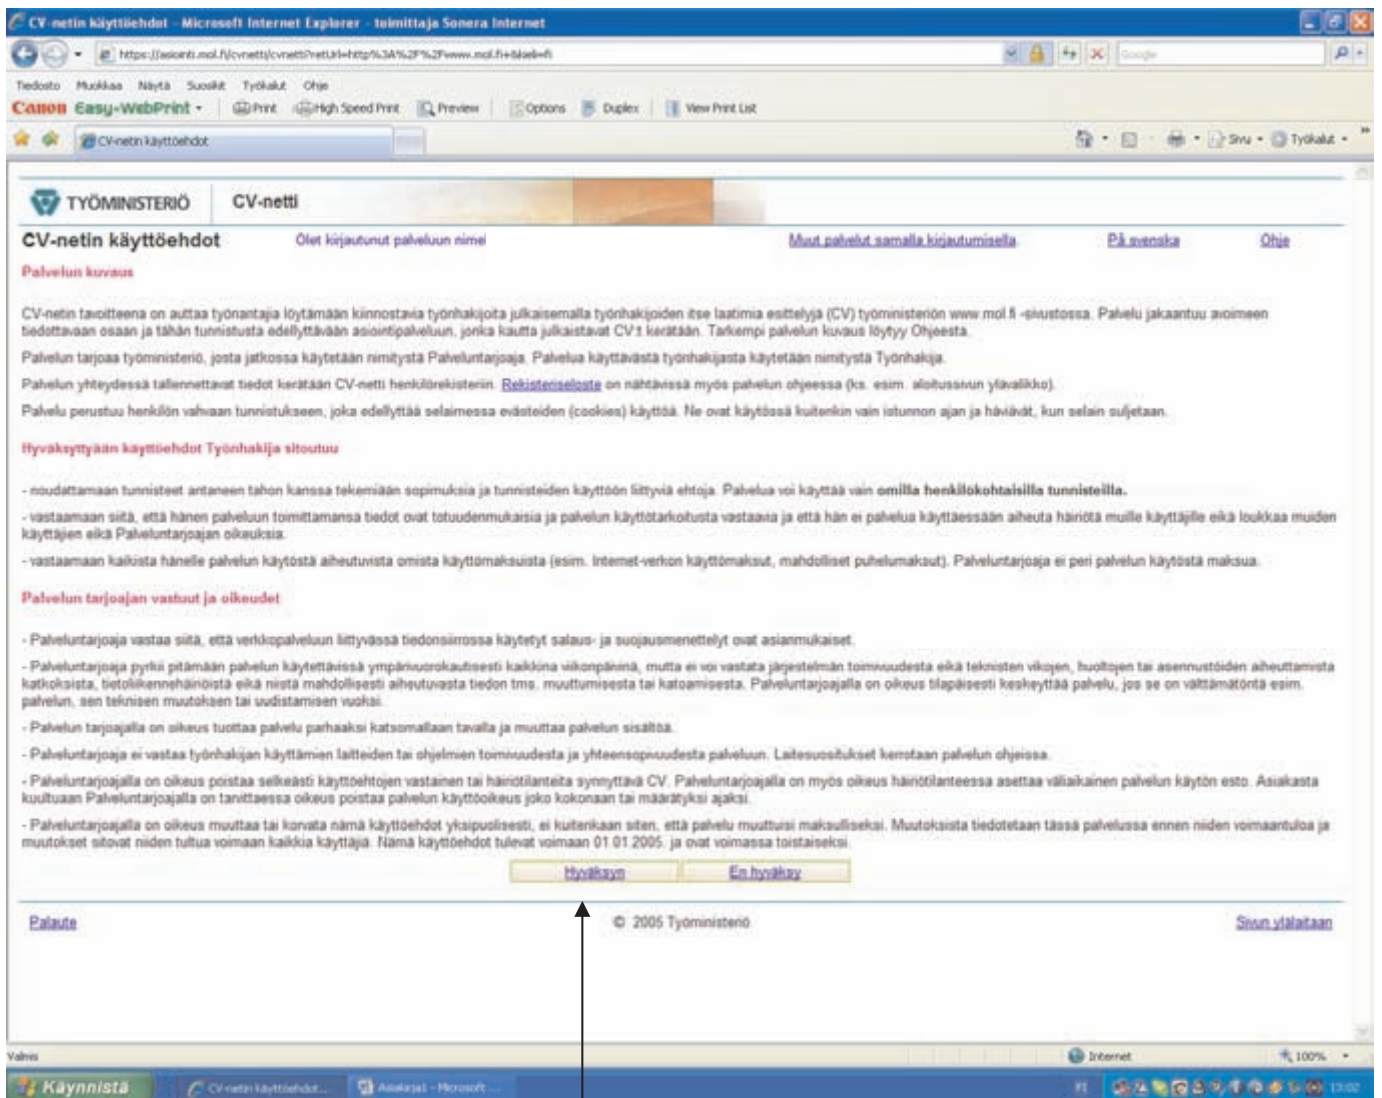 CV-netin käyttöehdot - Microsoft Internet Explorer - toimittaja Sonera Internet
https://asiointi.mol.fi/cvnetti/cvnetti?retUrl=http%3A%2F%2Fwww.mol.fi
Google
Tiedosto Muokkaa Näytä Suosikit Työkalut Ohje
Canon Easy-WebPrint Print High Speed Print Preview Options Duplex View Print List
CV-netin käyttöehdot
Sivu Työkalut
TYÖMINISTERIÖ CV-netti
CV-netin käyttöehdot Olet kirjautunut palveluun nimei Muut palvelut samalla kirjautumisella På svenska Ohje
Palvelun kuvaus
CV-netin tavoitteena on auttaa työnantajia löytämään kiinnostavia työnhakijoita julkaisemalla työnhakijoiden itse laatimia esittelyjä (CV) työministeriön www.mol.fi -sivustossa. Palvelu jakaantuu avoimeen
tiedottavaan osaan ja tähän tunnistusta edellyttävään asiointipalveluun, jonka kautta julkaistavat CV:t kerätään. Tarkempi palvelun kuvaus löytyy Ohjeesta.
Palvelun tarjoaa työministeriö, josta jatkossa käytetään nimitystä Palveluntarjoaja. Palvelua käyttävästä työnhakijasta käytetään nimitystä Työnhakija.
Palvelun yhteydessä tallennettavat tiedot kerätään CV-netti henkilörekisteriin. Rekisteriseloste on nähtävissä myös palvelun ohjeessa (ks. esim. aloitussivun ylävalikko).
Palvelu perustuu henkilön vahvaan tunnistukseen, joka edellyttää selaimessa evästeiden (cookies) käyttöä. Ne ovat käytössä kuitenkin vain istunnon ajan ja häviävät, kun selain suljetaan.
Hyväksyttyään käyttöehdot Työnhakija sitoutuu
- noudattamaan tunnisteet antaneen tahon kanssa tekemiään sopimuksia ja tunnisteiden käyttöön liittyviä ehtoja. Palvelua voi käyttää vain omilla henkilökohtaisilla tunnisteilla.
- vastaamaan siitä, että hänen palveluun toimittamansa tiedot ovat totuudenmukaisia ja palvelun käyttötarkoitusta vastaavia ja että hän ei palvelua käyttäessään aiheuta häiriötä muille käyttäjille eikä loukkaa muiden
käyttäjien eikä Palveluntarjoajan oikeuksia.
- vastaamaan kaikista hänelle palvelun käytöstä aiheutuvista omista käyttömaksuista (esim. Internet-verkon käyttömaksut, mahdolliset puhelumaksut). Palveluntarjoaja ei peri palvelun käytöstä maksua.
Palvelun tarjoajan vastuut ja oikeudet
- Palveluntarjoaja vastaa siitä, että verkkopalveluun liittyvässä tiedonsiirrossa käytetyt salaus- ja suojausmenettelyt ovat asianmukaiset.
- Palveluntarjoaja pyrkii pitämään palvelun käytettävissä ympärivuorokautisesti kaikkina viikonpäivinä, mutta ei voi vastata järjestelmän toimivuudesta eikä teknisten vikojen, huoltojen tai asennustöiden aiheuttamista
katkoksista, tietoliikennehäiriöistä eikä niistä mahdollisesti aiheutuvasta tiedon tms. muuttumisesta tai katoamisesta. Palveluntarjoajalla on oikeus tilapäisesti keskeyttää palvelu, jos se on välttämätöntä esim.
palvelun, sen teknisen muutoksen tai uudistamisen vuoksi.
- Palvelun tarjoajalla on oikeus tuottaa palvelu parhaaksi katsomallaan tavalla ja muuttaa palvelun sisältöä.
- Palveluntarjoaja ei vastaa työnhakijan käyttämien laitteiden tai ohjelmien toimivuudesta ja yhteensopivuudesta palveluun. Laitesuositukset kerrotaan palvelun ohjeissa.
- Palveluntarjoajalla on oikeus poistaa selkeästi käyttöehtojen vastainen tai häiriötilanteita synnyttävä CV. Palveluntarjoajalla on myös oikeus häiriötilanteessa asettaa väliaikainen palvelun käytön esto. Asiakasta
kuultuaan Palveluntarjoajalla on tarvittaessa oikeus poistaa palvelun käyttöoikeus joko kokonaan tai määrätyksi ajaksi.
- Palveluntarjoajalla on oikeus muuttaa tai korvata nämä käyttöehdot yksipuolisesti, ei kuitenkaan siten, että palvelu muuttuisi maksulliseksi. Muutoksista tiedotetaan tässä palvelussa ennen niiden voimaantuloa ja
muutokset sitovat niiden tultua voimaan kaikkia käyttäjiä. Nämä käyttöehdot tulevat voimaan 01.01.2005. ja ovat voimassa toistaiseksi.
Hyväksyn En hyväksy
Palaute © 2005 Työministeriö Sivun ylälaitaan
Valmis Internet 100%
Käynnistä CV-netin käyttöehdot... Asiakirja1 - Microsoft ... FI 13:02